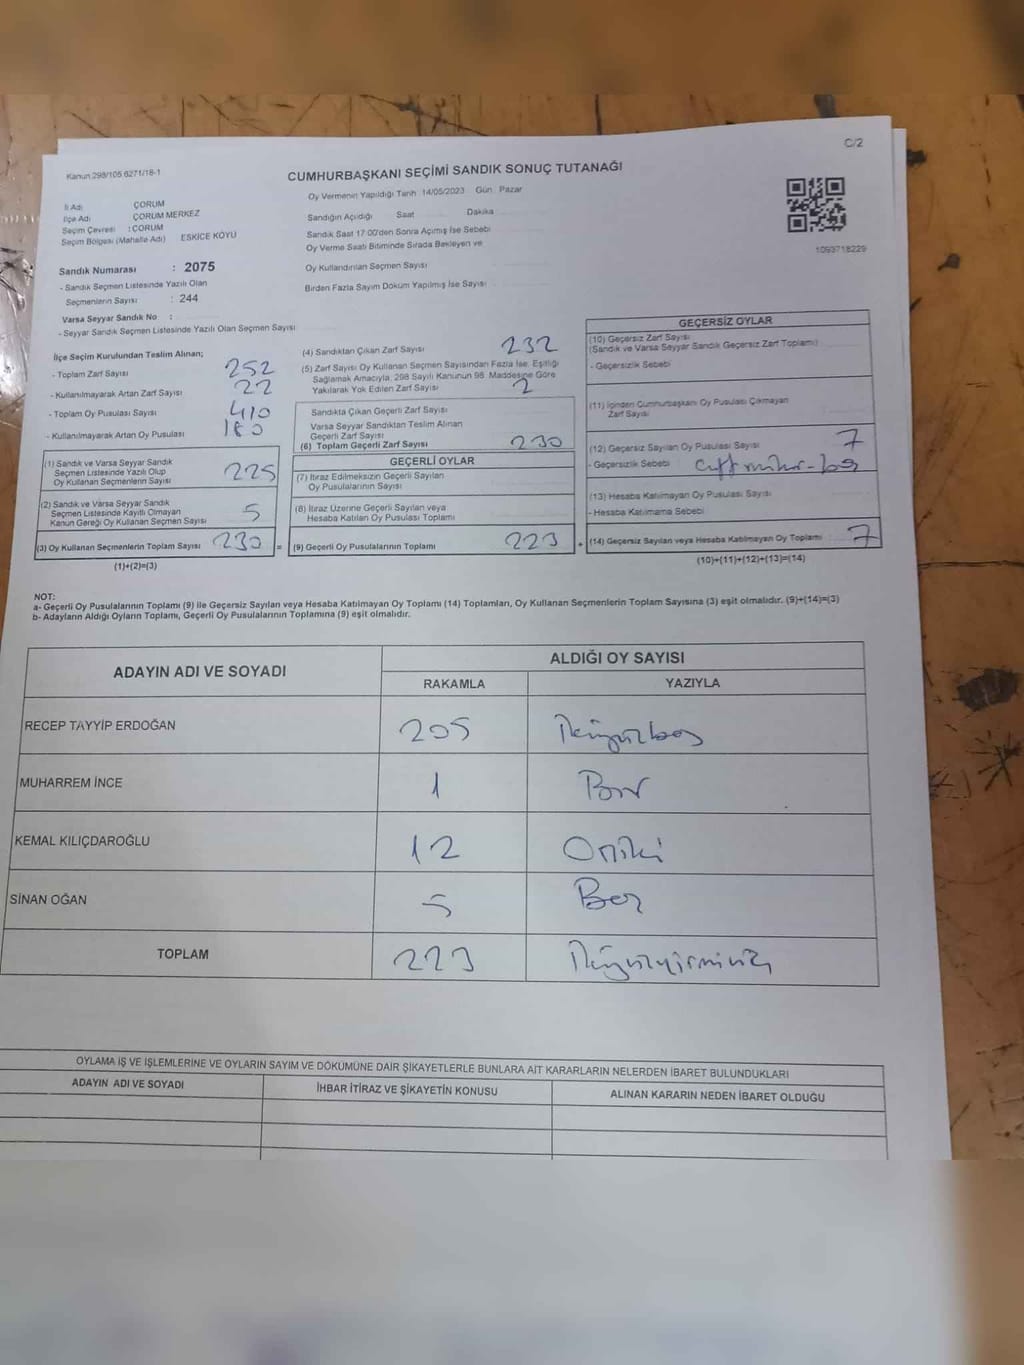 C/2
Kanun 298/105 6271/18-1
CUMHURBAŞKANI SEÇİMİ SANDIK SONUÇ TUTANAĞI
Oy Vermenin Yapıldığı Tarih 14/05/2023 Gün Pazar
İl Adı ÇORUM
İlçe Adı ÇORUM MERKEZ
Seçim Çevresi : ÇORUM
Seçim Bölgesi (Mahalle Adı) ESKİCE KÖYÜ
Sandığın Açıldığı Saat Dakika
Sandık Saat 17:00'den Sonra Açımış İse Sebebi
Oy Verme Saati Bitiminde Sırada Bekleyen ve
Oy Kullandırılan Seçmen Sayısı
Birden Fazla Sayım Döküm Yapılmış İse Sayısı
1093718229
Sandık Numarası : 2075
- Sandık Seçmen Listesinde Yazılı Olan
Seçmenlerin Sayısı : 244
Varsa Seyyar Sandık No :
- Seyyar Sandık Seçmen Listesinde Yazılı Olan Seçmen Sayısı
İlçe Seçim Kurulundan Teslim Alınan;
- Toplam Zarf Sayısı 252
- Kullanılmayarak Artan Zarf Sayısı 22
- Toplam Oy Pusulası Sayısı 410
- Kullanılmayarak Artan Oy Pusulası 180
(1) Sandık ve Varsa Seyyar Sandık
Seçmen Listesinde Yazılı Olup
Oy Kullanan Seçmenlerin Sayısı 225
(2) Sandık ve Varsa Seyyar Sandık
Seçmen Listesinde Kayıtlı Olmayan
Kanun Gereği Oy Kullanan Seçmen Sayısı 5
(3) Oy Kullanan Seçmenlerin Toplam Sayısı 230 =
(1)+(2)=(3)
(4) Sandıktan Çıkan Zarf Sayısı 232
(5) Zarf Sayısı Oy Kullanan Seçmen Sayısından Fazla İse, Eşitliği
Sağlamak Amacıyla, 298 Sayılı Kanunun 98. Maddesine Göre
Yakılarak Yok Edilen Zarf Sayısı 2
Sandıkta Çıkan Geçerli Zarf Sayısı
Varsa Seyyar Sandıktan Teslim Alınan
Geçerli Zarf Sayısı
(6) Toplam Geçerli Zarf Sayısı 230
GEÇERLİ OYLAR
(7) İtiraz Edilmeksizin Geçerli Sayılan
Oy Pusulalarının Sayısı
(8) İtiraz Üzerine Geçerli Sayılan veya
Hesaba Katılan Oy Pusulası Toplamı
(9) Geçerli Oy Pusulalarının Toplamı 223 +
GEÇERSİZ OYLAR
(10) Geçersiz Zarf Sayısı
(Sandık ve Varsa Seyyar Sandık Geçersiz Zarf Toplamı)
- Geçersizlik Sebebi
(11) İçinden Cumhurbaşkanı Oy Pusulası Çıkmayan
Zarf Sayısı
(12) Geçersiz Sayılan Oy Pusulası Sayısı 7
- Geçersizlik Sebebi
(13) Hesaba Katılmayan Oy Pusulası Sayısı
- Hesaba Katılmama Sebebi
(14) Geçersiz Sayılan veya Hesaba Katılmayan Oy Toplamı 7
(10)+(11)+(12)+(13)=(14)
NOT:
a- Geçerli Oy Pusulalarının Toplamı (9) ile Geçersiz Sayılan veya Hesaba Katılmayan Oy Toplamı (14) Toplamları, Oy Kullanan Seçmenlerin Toplam Sayısına (3) eşit olmalıdır. (9)+(14)=(3)
b- Adayların Aldığı Oyların Toplamı, Geçerli Oy Pusulalarının Toplamına (9) eşit olmalıdır.
ADAYIN ADI VE SOYADI
ALDIĞI OY SAYISI
RAKAMLA YAZIYLA
RECEP TAYYİP ERDOĞAN 205 İkiyüzbeş
MUHARREM İNCE 1 Bir
KEMAL KILIÇDAROĞLU 12 Oniki
SİNAN OĞAN 5 Beş
TOPLAM 223 İkiyüzyirmiüç
OYLAMA İŞ VE İŞLEMLERİNE VE OYLARIN SAYIM VE DÖKÜMÜNE DAİR ŞİKAYETLERLE BUNLARA AİT KARARLARIN NELERDEN İBARET BULUNDUKLARI
ADAYIN ADI VE SOYADI İHBAR İTİRAZ VE ŞİKAYETİN KONUSU ALINAN KARARIN NEDEN İBARET OLDUĞU